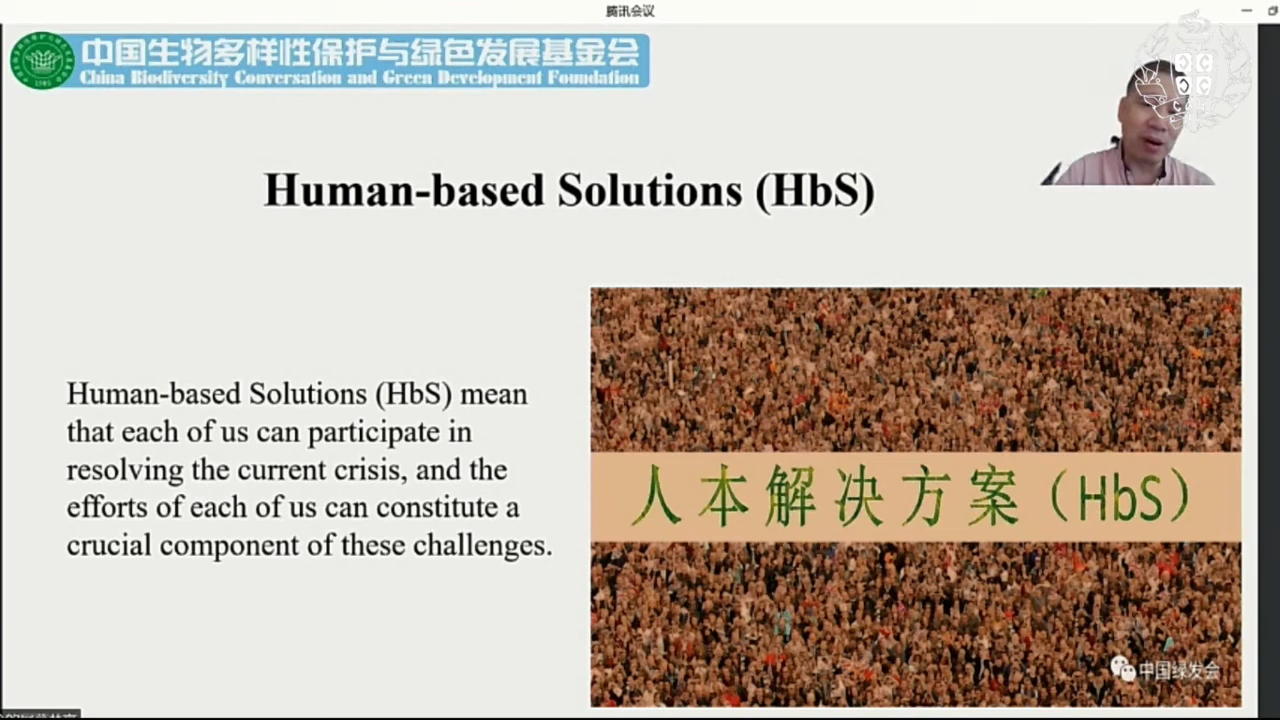 腾讯会议
中国生物多样性保护与绿色发展基金会
China Biodiversity Conversation and Green Development Foundation
1985
Human-based Solutions (HbS)
Human-based Solutions (HbS) mean
that each of us can participate in
resolving the current crisis, and the
efforts of each of us can constitute a
crucial component of these challenges.
人本解决方案（HbS）
中国绿发会